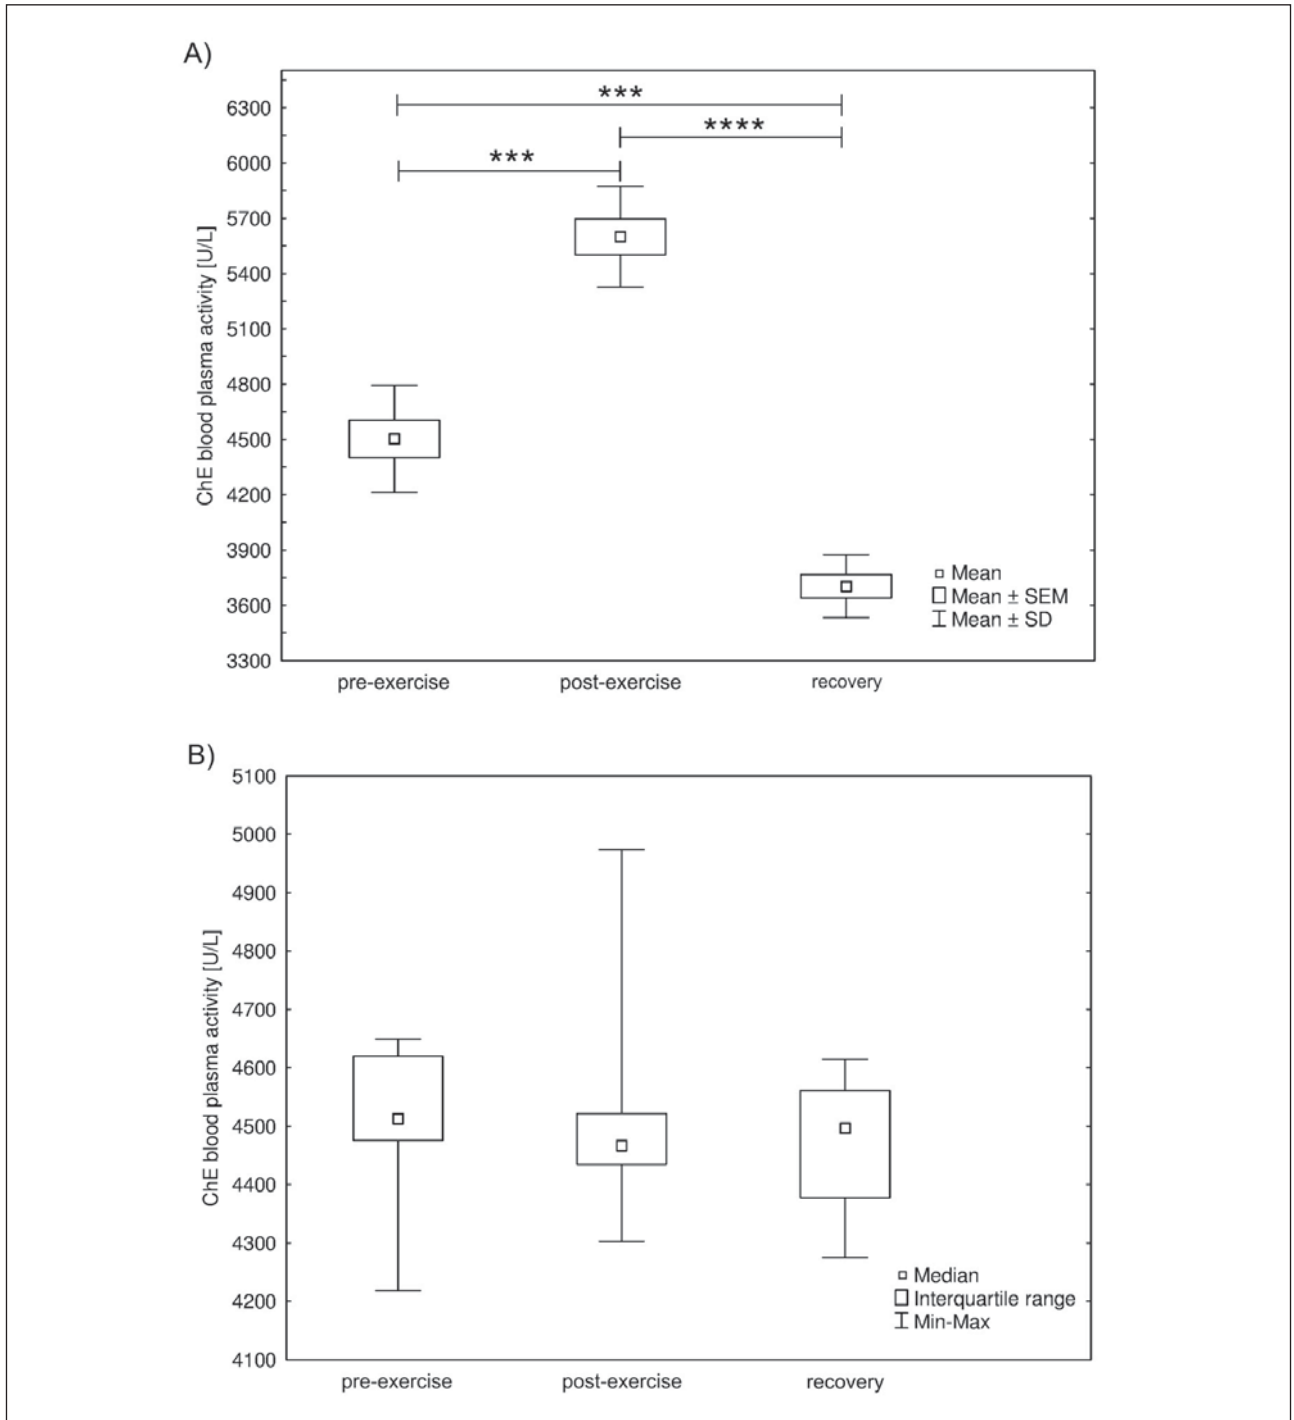 A)
***
****
***
6300
6000
5700
5400
5100
4800
4500
4200
3900
3600
3300
ChE blood plasma activity [U/L]
Mean
Mean ± SEM
Mean ± SD
pre-exercise post-exercise recovery
B)
5100
5000
4900
4800
4700
4600
4500
4400
4300
4200
4100
ChE blood plasma activity [U/L]
Median
Interquartile range
Min-Max
pre-exercise post-exercise recovery